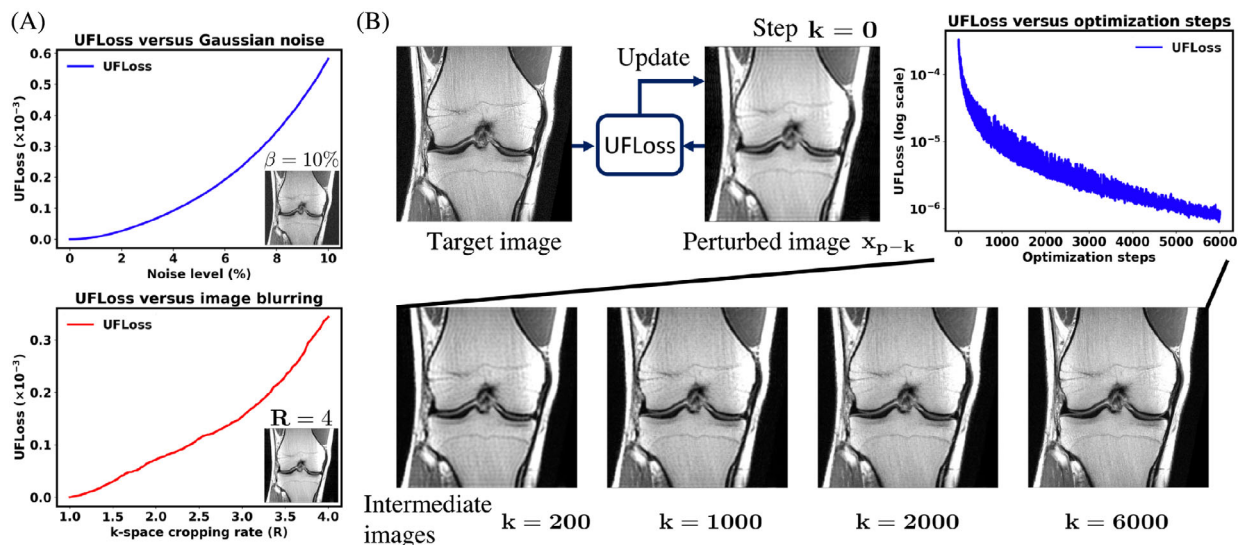 (A)
UFLoss versus Gaussian noise
UFLoss (×10⁻³)
0.6
0.5
0.4
0.3
0.2
0.1
0.0
UFLoss
β = 10%
0 2 4 6 8 10
Noise level (%)
UFLoss versus image blurring
UFLoss (×10⁻³)
0.3
0.2
0.1
0.0
UFLoss
R = 4
1.0 1.5 2.0 2.5 3.0 3.5 4.0
k-space cropping rate (R)
(B)
Step k = 0
Update
UFLoss
Target image
Perturbed image x_{p−k}
UFLoss versus optimization steps
UFLoss (log scale)
10⁻⁴
10⁻⁵
10⁻⁶
UFLoss
0 1000 2000 3000 4000 5000 6000
Optimization steps
Intermediate
images
k = 200
k = 1000
k = 2000
k = 6000